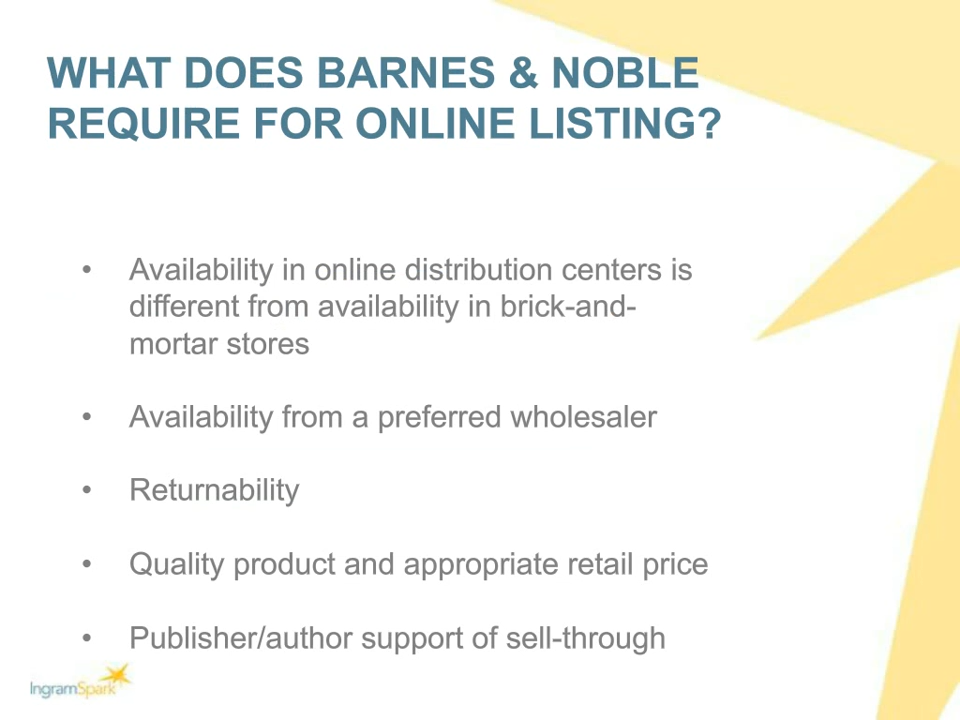 WHAT DOES BARNES & NOBLE
REQUIRE FOR ONLINE LISTING?
• Availability in online distribution centers is
different from availability in brick-and-
mortar stores
• Availability from a preferred wholesaler
• Returnability
• Quality product and appropriate retail price
• Publisher/author support of sell-through
IngramSpark